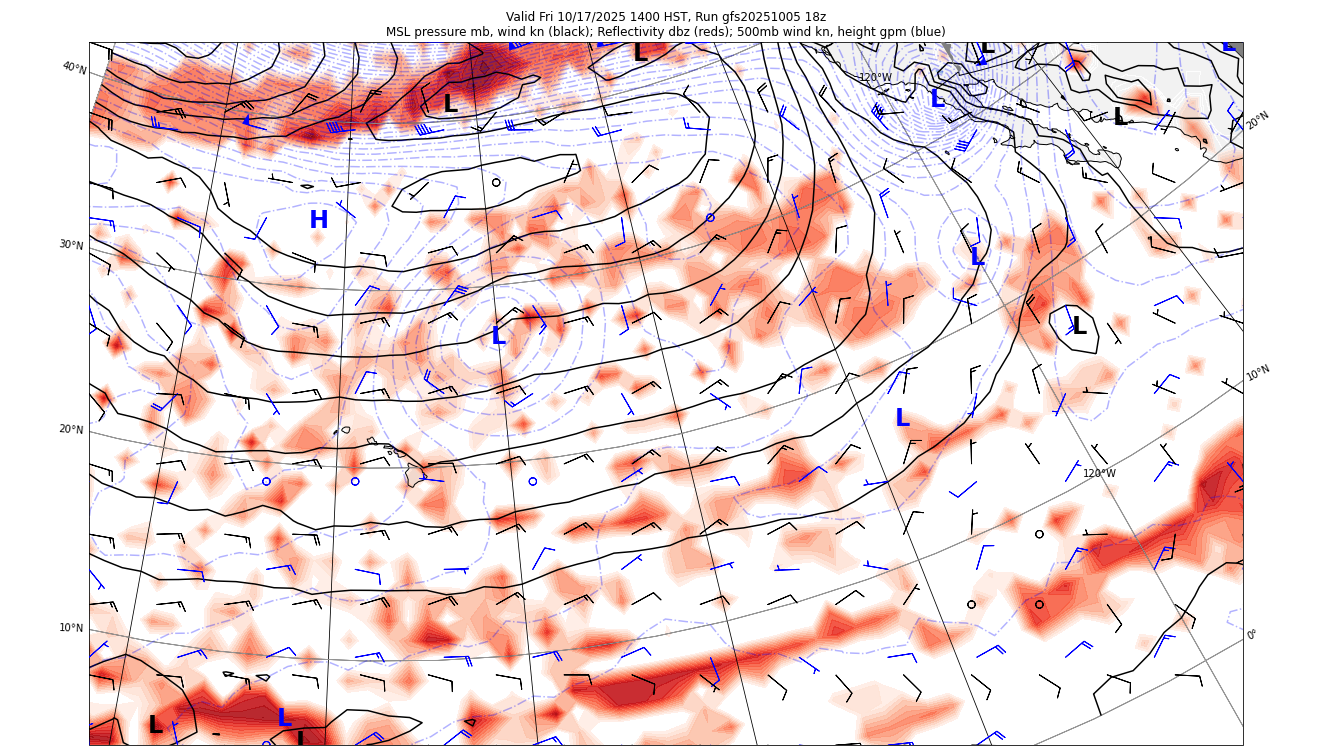 Valid Fri 10/17/2025 1400 HST, Run gfs20251005 18z
MSL pressure mb, wind kn (black); Reflectivity dbz (reds); 500mb wind kn, height gpm (blue)
L
L
L
40°N
120°W
L
L
L
20°N
H
30°N
L
L
L
10°N
L
20°N
120°W
10°N
0°
L
L
L